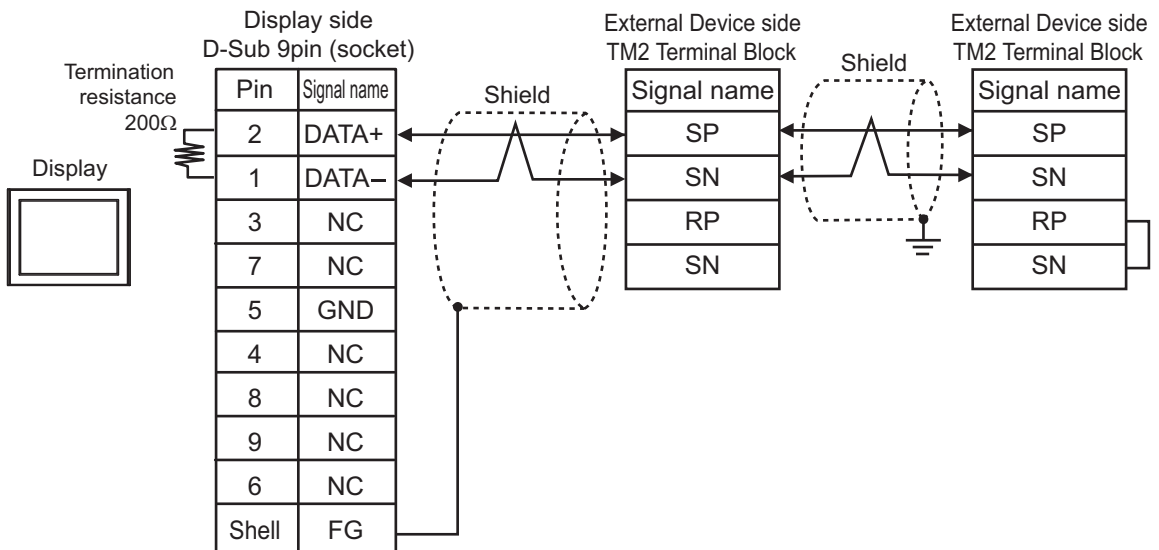 Display side
D-Sub 9pin (socket)
External Device side
TM2 Terminal Block
External Device side
TM2 Terminal Block
Termination
resistance
200Ω
Display
Shield
Shield
Pin Signal name
2 DATA+
1 DATA−
3 NC
7 NC
5 GND
4 NC
8 NC
9 NC
6 NC
Shell FG
Signal name
SP
SN
RP
SN
Signal name
SP
SN
RP
SN